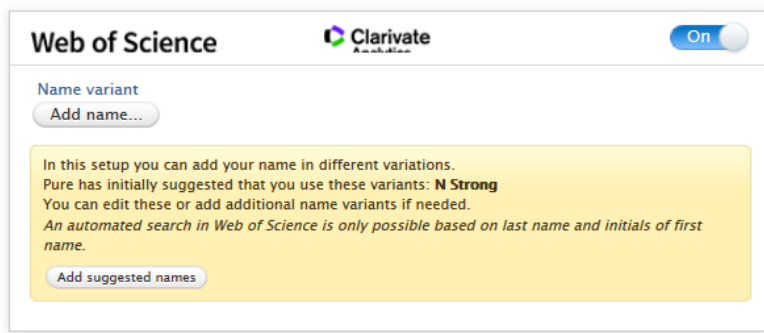 Web of Science
Clarivate
Analytics
On
Name variant
Add name...
In this setup you can add your name in different variations.
Pure has initially suggested that you use these variants: N Strong
You can edit these or add additional name variants if needed.
An automated search in Web of Science is only possible based on last name and initials of first
name.
Add suggested names